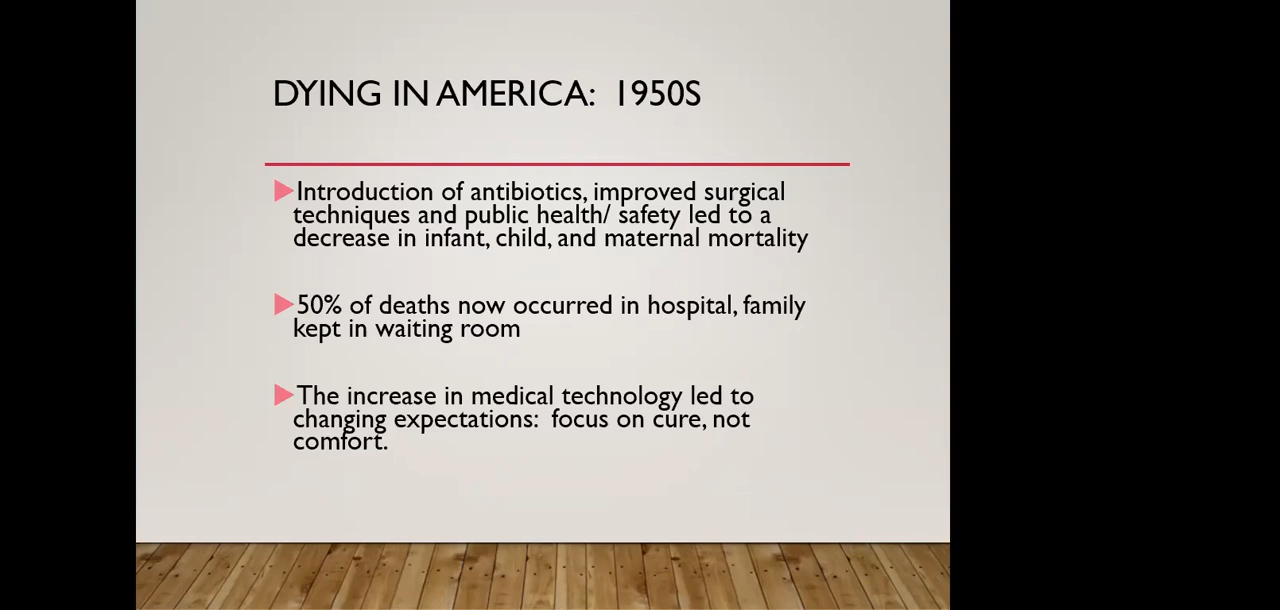 DYING IN AMERICA: 1950S
Introduction of antibiotics, improved surgical
techniques and public health/ safety led to a
decrease in infant, child, and maternal mortality
50% of deaths now occurred in hospital, family
kept in waiting room
The increase in medical technology led to
changing expectations: focus on cure, not
comfort.